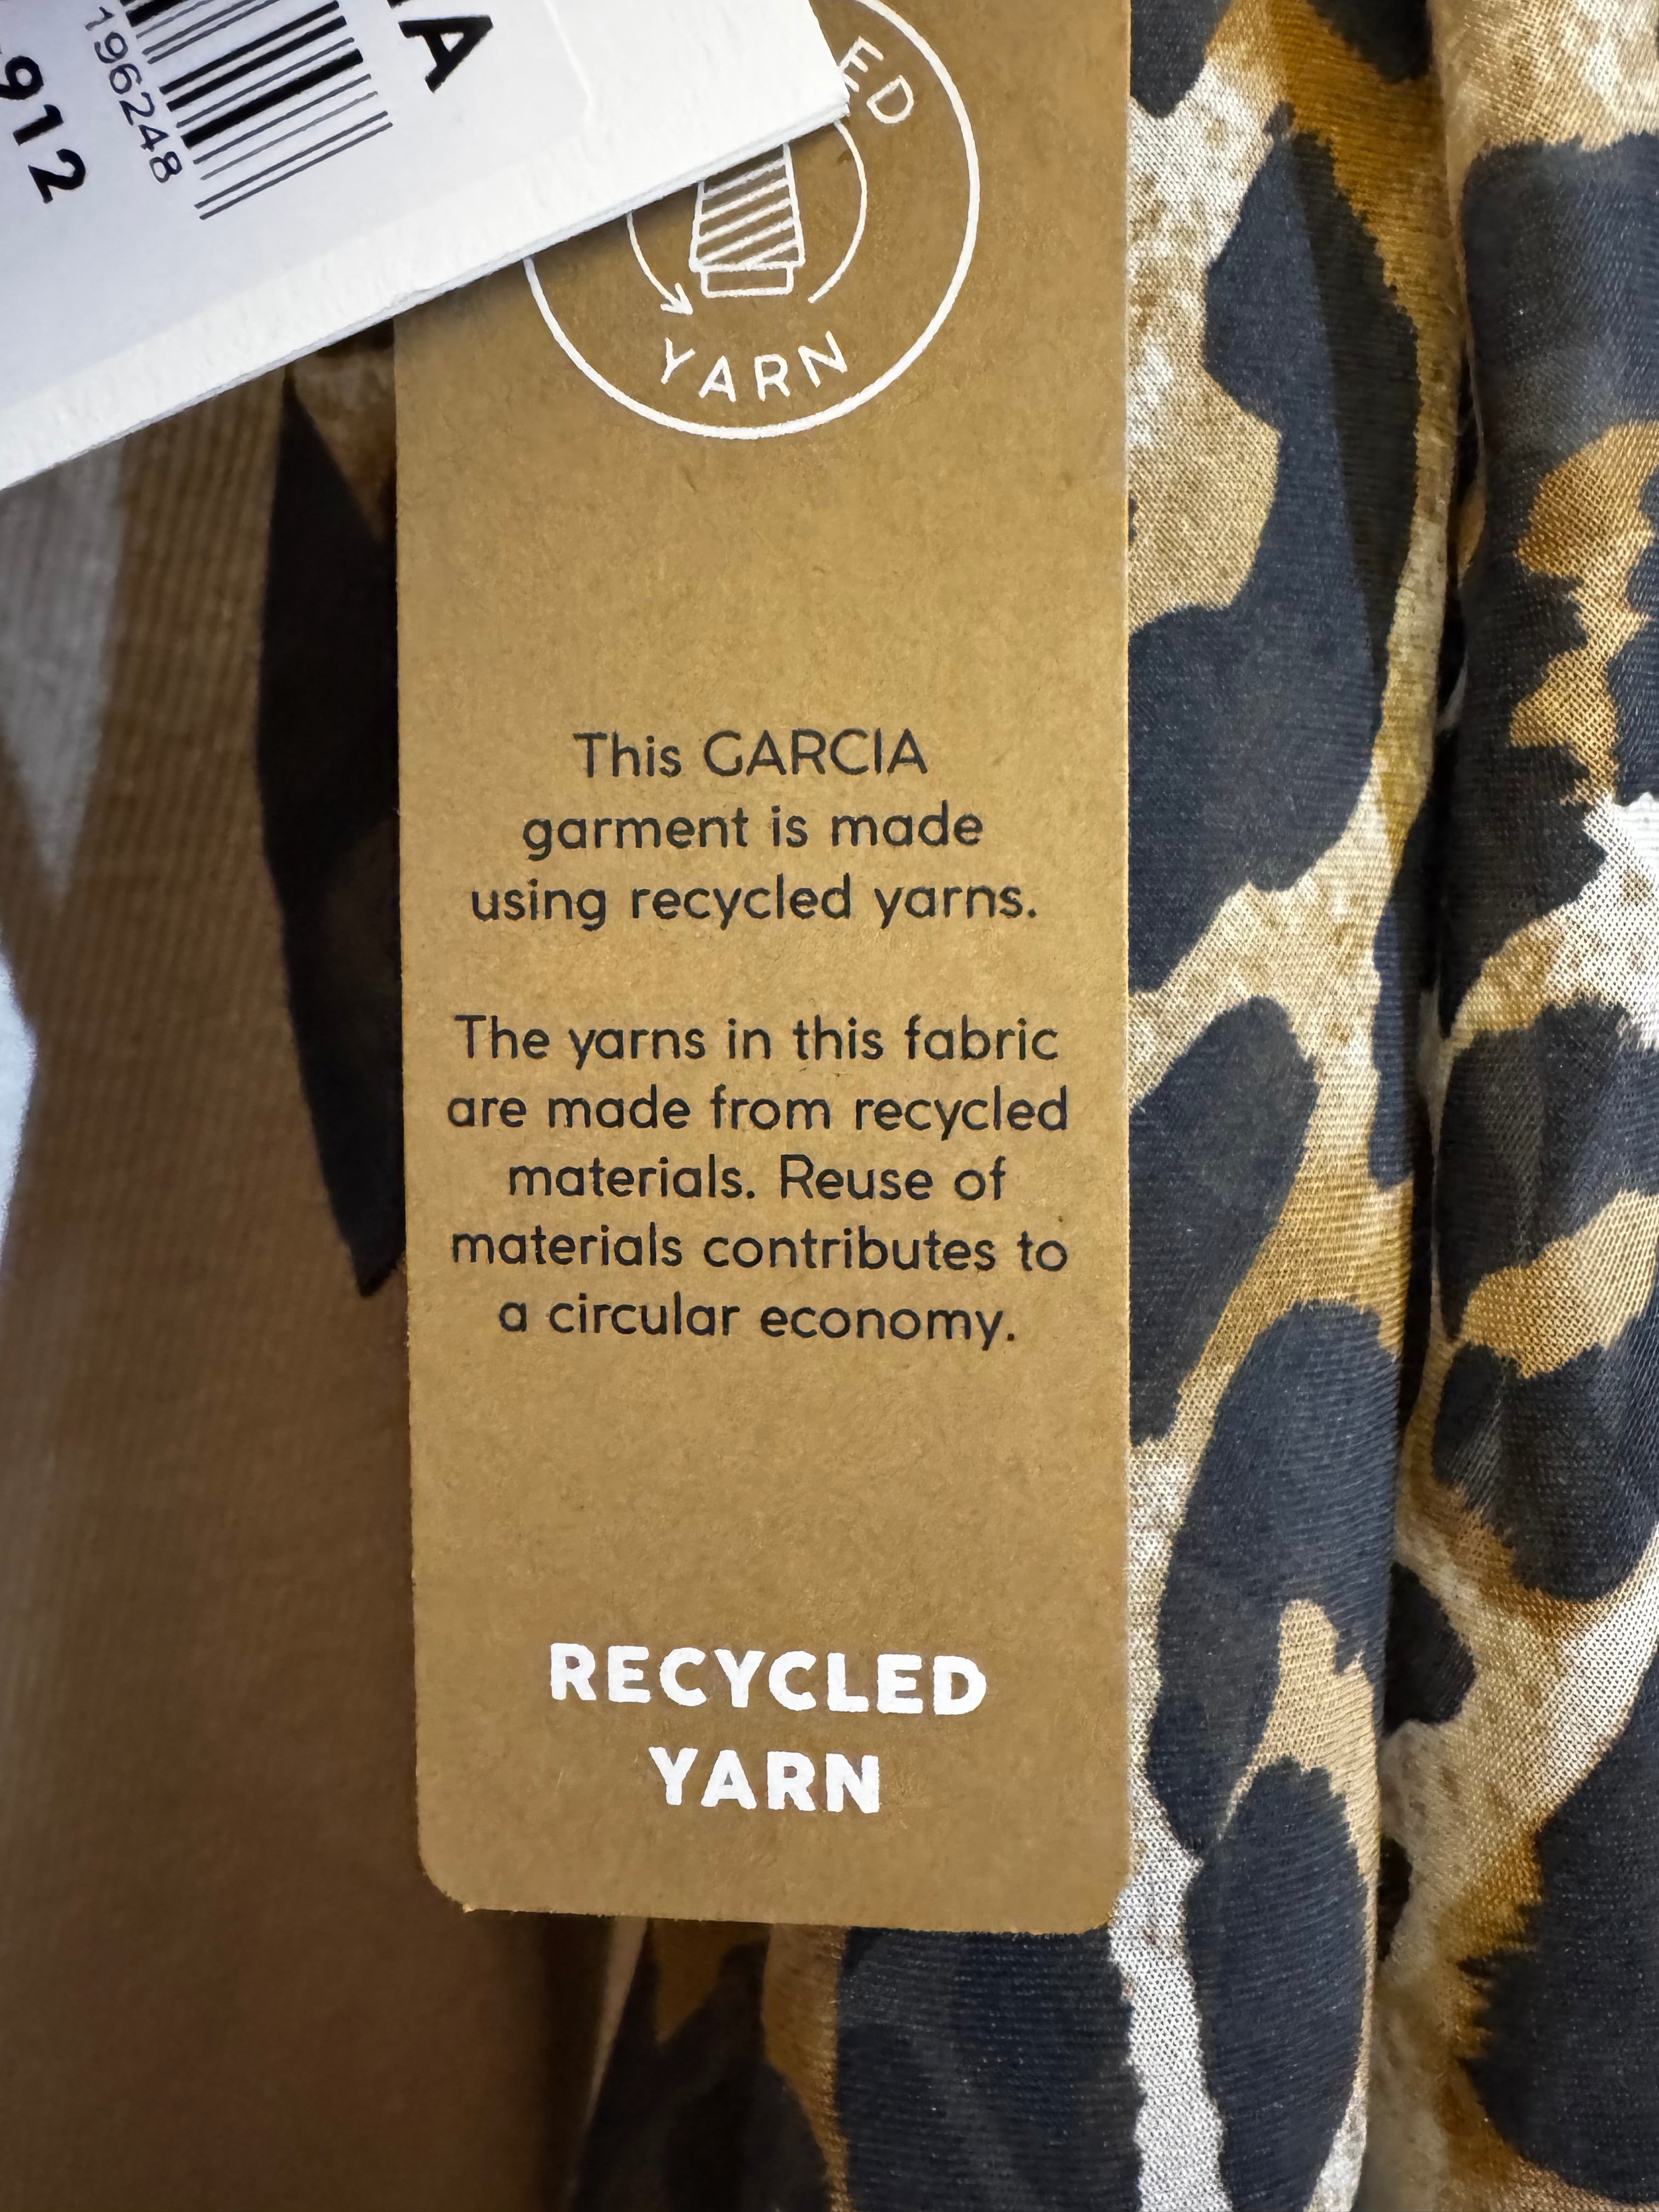 A
196248
912
YARN
This GARCIA
garment is made
using recycled yarns.
The yarns in this fabric
are made from recycled
materials. Reuse of
materials contributes to
a circular economy.
RECYCLED
YARN